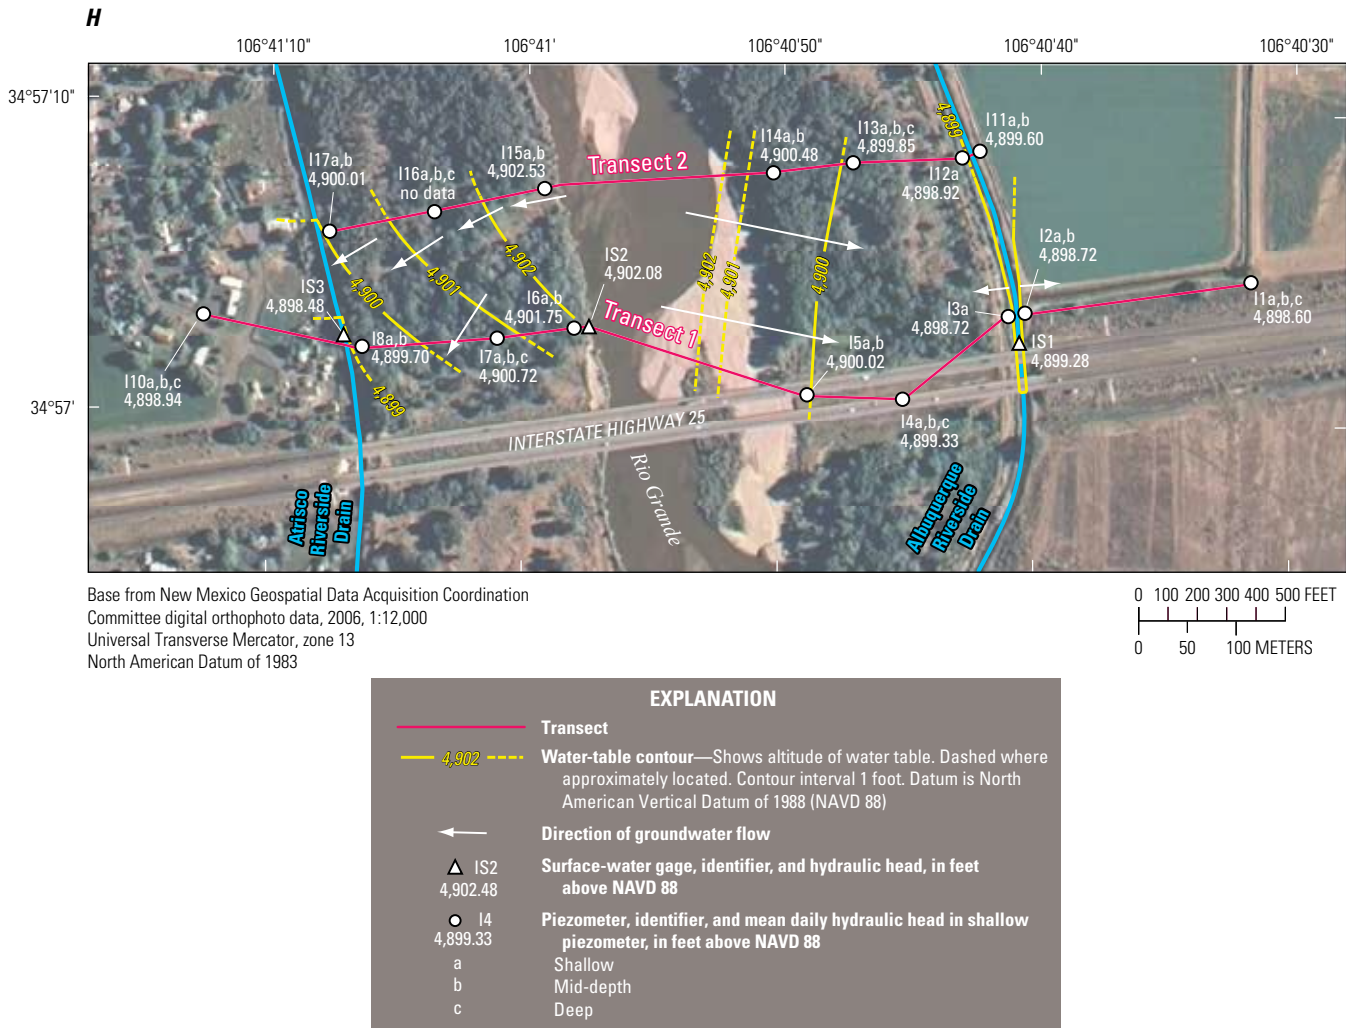 H
106°41'10" 106°41' 106°40'50" 106°40'40" 106°40'30"
34°57'10"
34°57'
I17a,b
4,900.01
I16a,b,c
no data
I15a,b
4,902.53
Transect 2
I14a,b
4,900.48
I13a,b,c
4,899.85
4,899
I11a,b
4,899.60
I12a
4,898.92
I2a,b
4,898.72
IS3
4,898.48
4,900
4,901
4,902
IS2
4,902.08
I6a,b
4,901.75
Transect 1
4,902
4,901
4,900
I3a
4,898.72
I1a,b,c
4,898.60
IS1
4,899.28
I10a,b,c
4,898.94
I8a,b
4,899.70
I7a,b,c
4,900.72
I5a,b
4,900.02
4,899
I4a,b,c
4,899.33
INTERSTATE HIGHWAY 25
Rio Grande
Atrisco
Riverside
Drain
Albuquerque
Riverside
Drain
Base from New Mexico Geospatial Data Acquisition Coordination
Committee digital orthophoto data, 2006, 1:12,000
Universal Transverse Mercator, zone 13
North American Datum of 1983
0 100 200 300 400 500 FEET
0 50 100 METERS
EXPLANATION
Transect
4,902 Water-table contour—Shows altitude of water table. Dashed where
approximately located. Contour interval 1 foot. Datum is North
American Vertical Datum of 1988 (NAVD 88)
Direction of groundwater flow
IS2 Surface-water gage, identifier, and hydraulic head, in feet
4,902.48 above NAVD 88
I4 Piezometer, identifier, and mean daily hydraulic head in shallow
4,899.33 piezometer, in feet above NAVD 88
a Shallow
b Mid-depth
c Deep